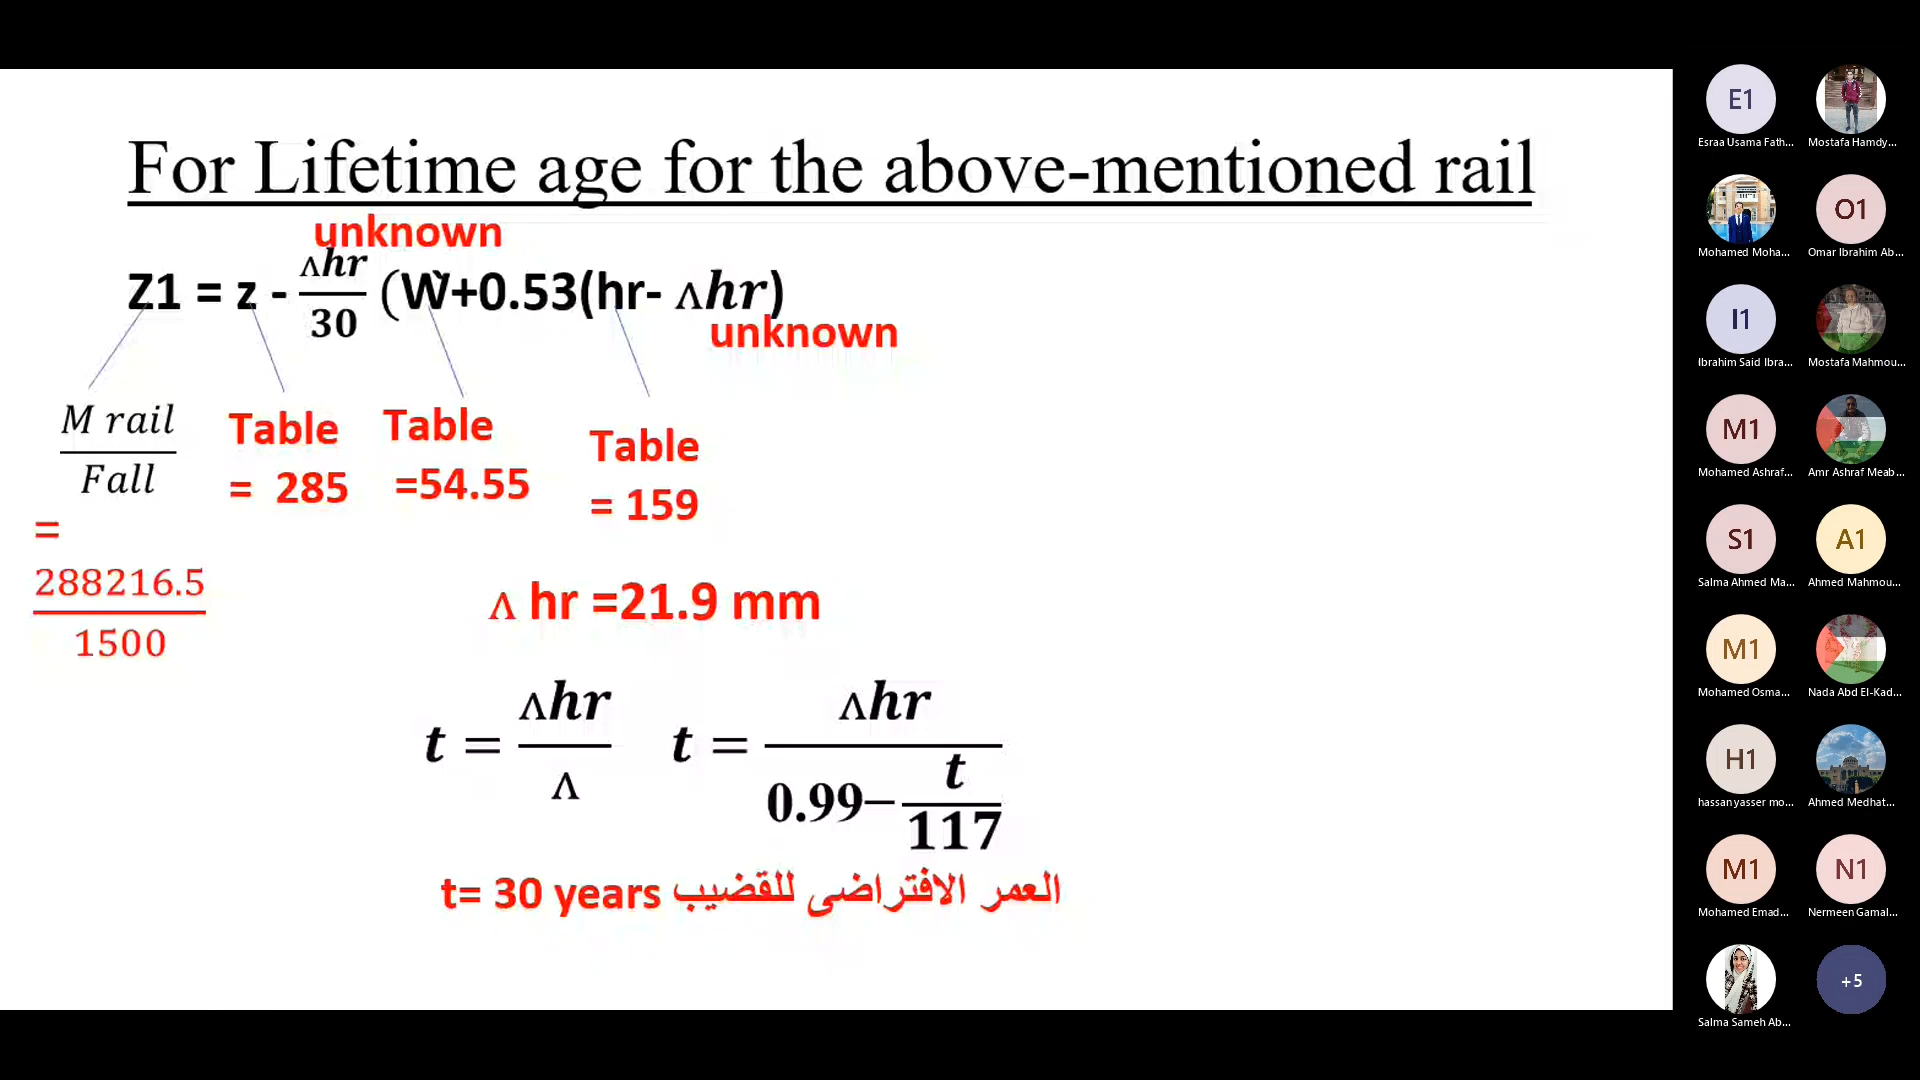 For Lifetime age for the above-mentioned rail
unknown
Z1 = z - ʌhr/30 (Ẁ+0.53(hr- ʌhr)
unknown
M rail
Fall
=
288216.5
1500
Table
= 285
Table
=54.55
Table
= 159
ʌ hr =21.9 mm
t = ʌhr/ʌ t = ʌhr/(0.99−t/117)
t= 30 years العمر الافتراضى للقضيب
E1
Esraa Usama Fath...
Mostafa Hamdy...
Mohamed Moha...
O1
Omar Ibrahim Ab...
I1
Ibrahim Said Ibra...
Mostafa Mahmou...
M1
Mohamed Ashraf...
Amr Ashraf Meab...
S1
Salma Ahmed Ma...
A1
Ahmed Mahmou...
M1
Mohamed Osma...
Nada Abd El-Kad...
H1
hassan yasser mo...
Ahmed Medhat...
M1
Mohamed Emad...
N1
Nermeen Gamal...
Salma Sameh Ab...
+5